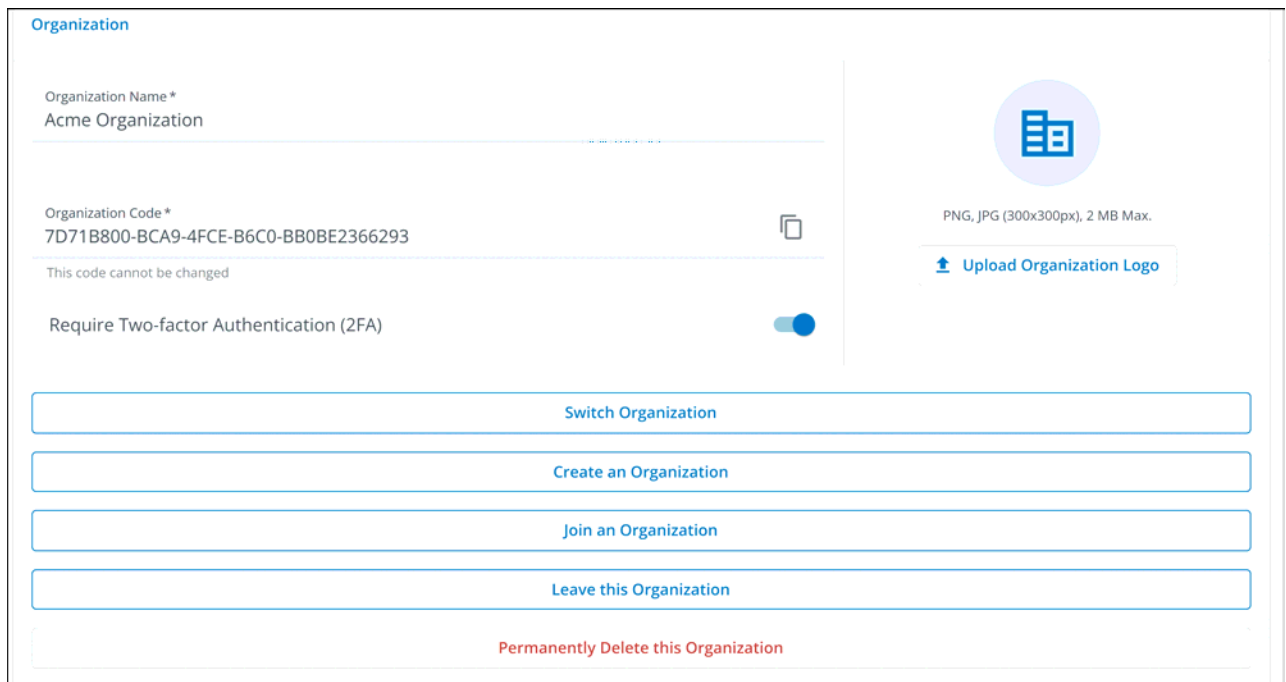 Organization
Organization Name *
Acme Organization
Organization Code *
7D71B800-BCA9-4FCE-B6C0-BB0BE2366293
This code cannot be changed
Require Two-factor Authentication (2FA)
PNG, JPG (300x300px), 2 MB Max.
Upload Organization Logo
Switch Organization
Create an Organization
Join an Organization
Leave this Organization
Permanently Delete this Organization